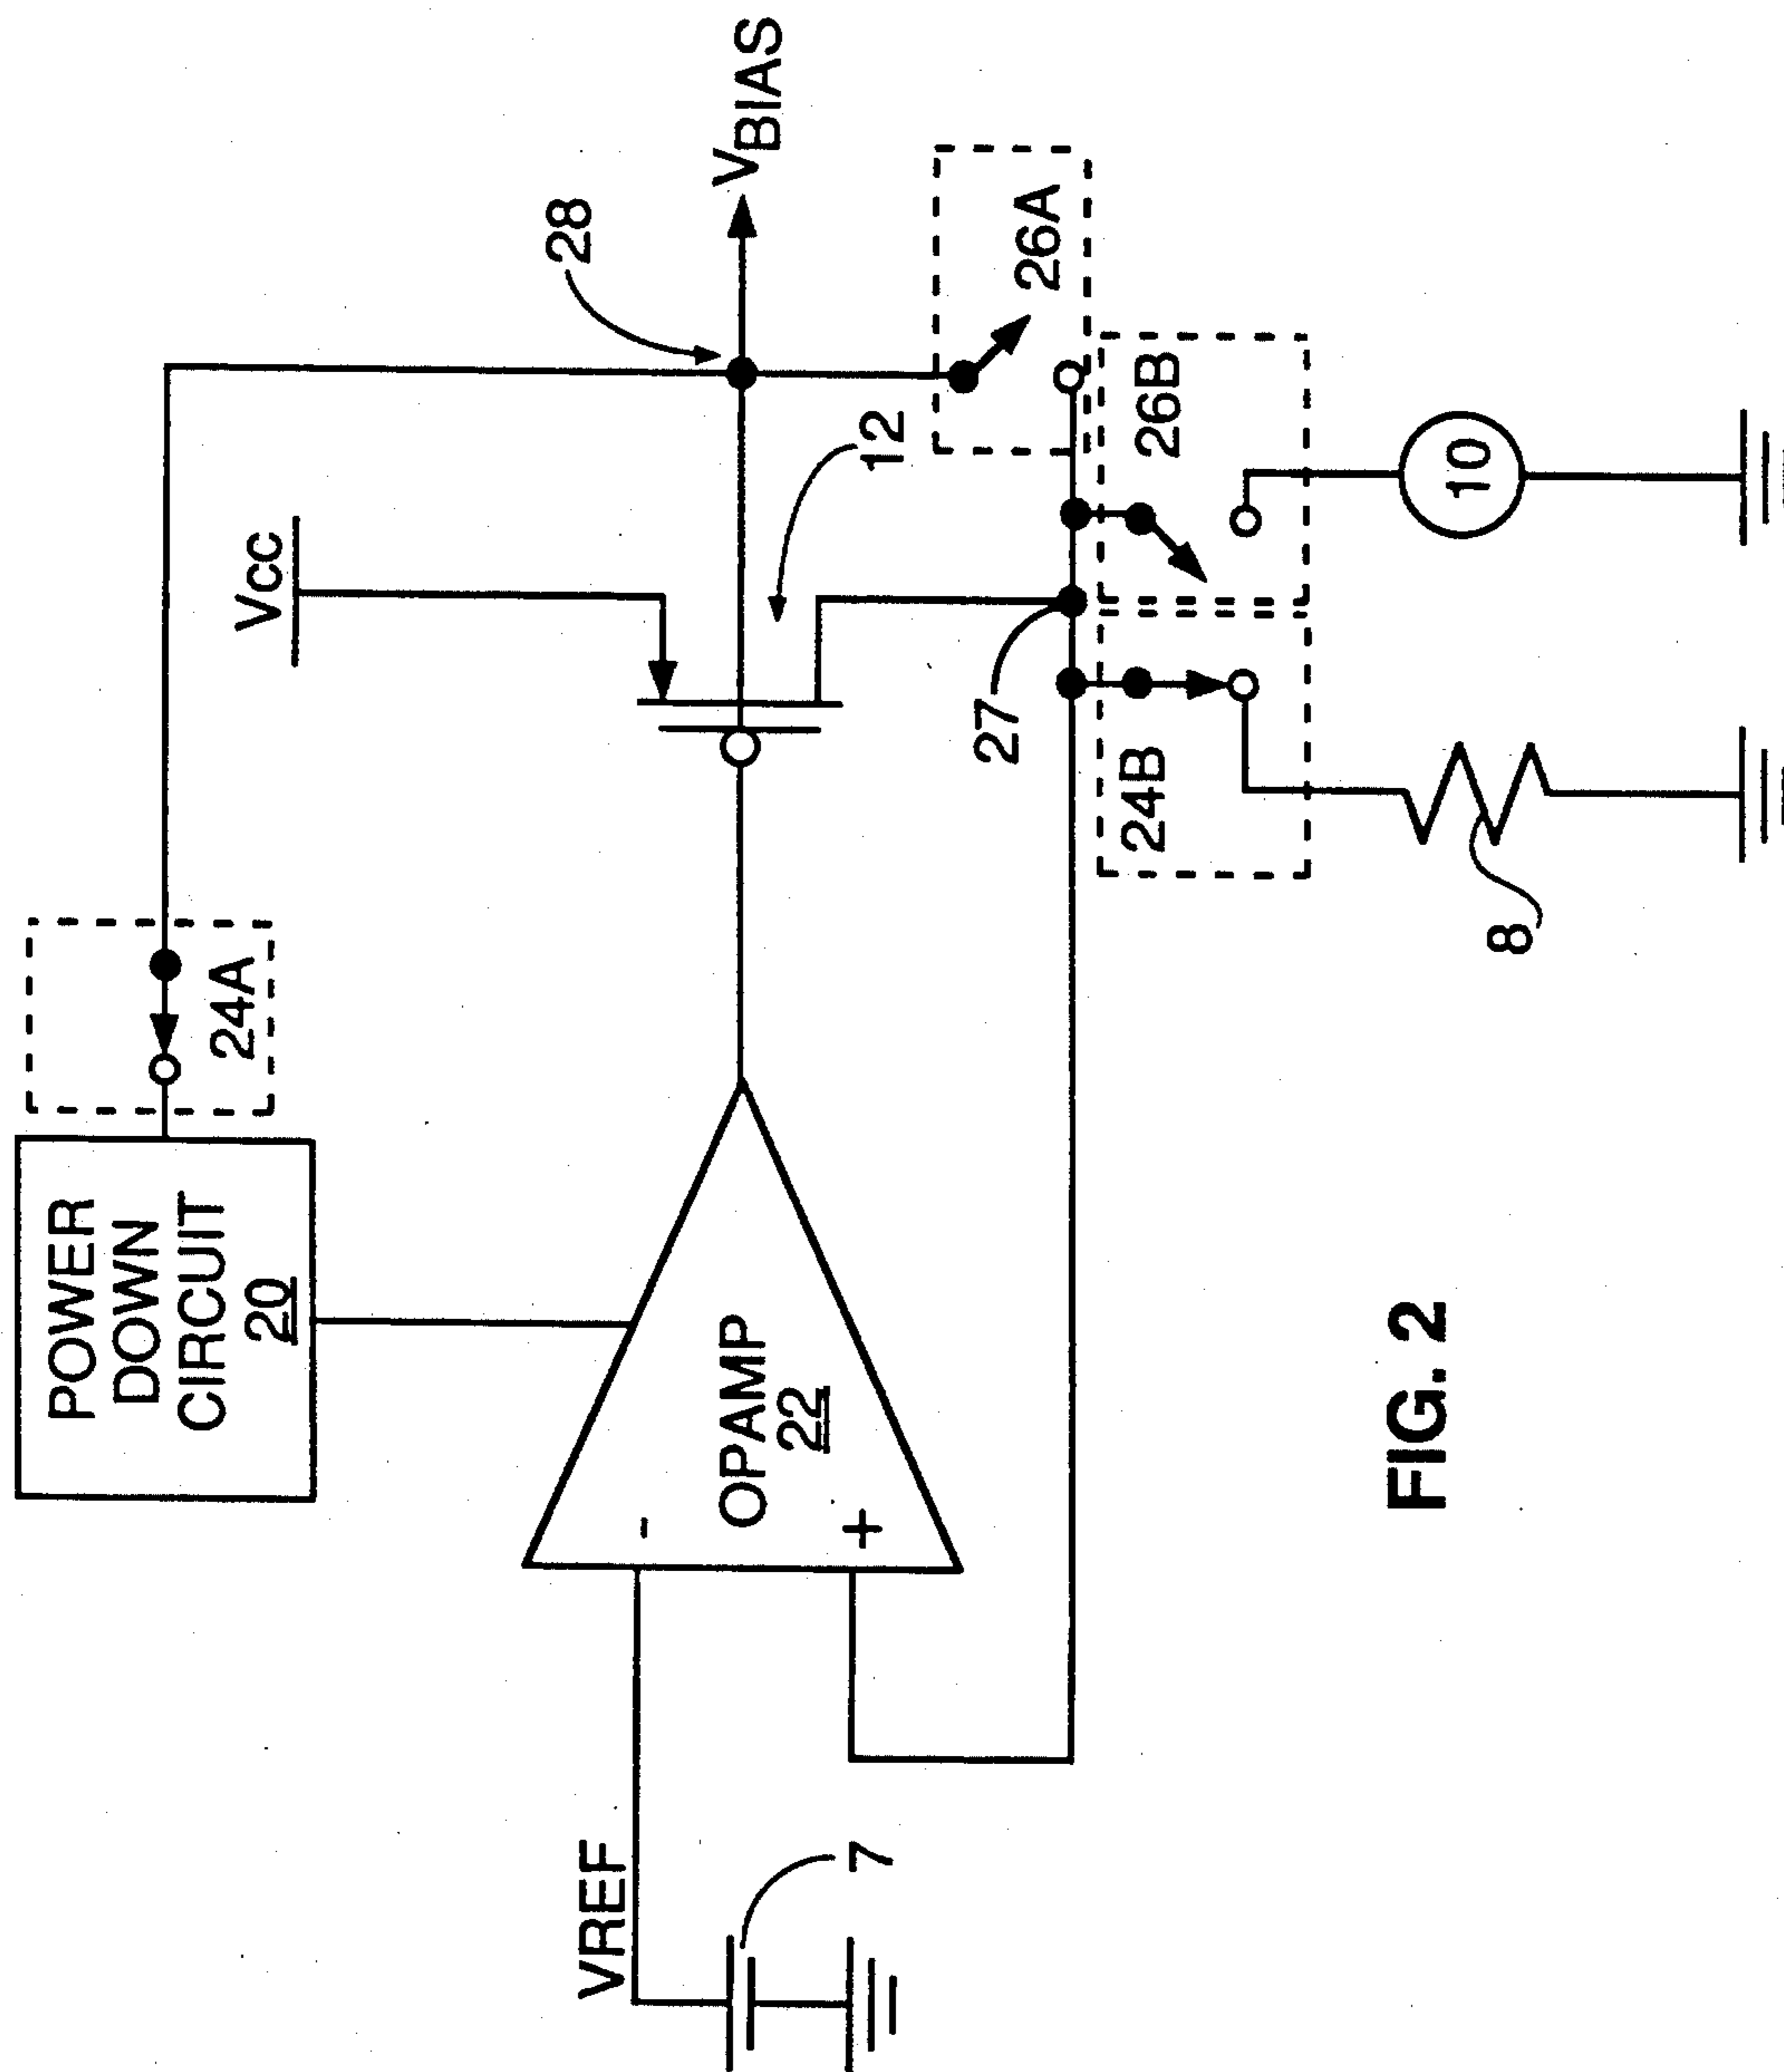 POWER
DOWN
CIRCUIT
20
24A
Vcc
28
VBIAS
12
26A
VREF
7
-
OPAMP
22
+
27
24B
26B
8
10
FIG. 2